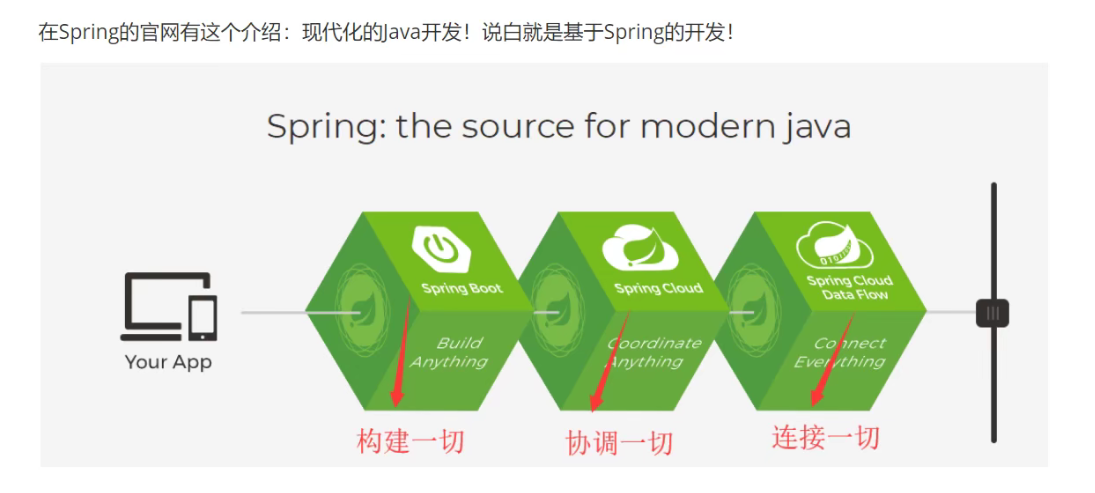 在Spring的官网有这个介绍：现代化的Java开发！说白就是基于Spring的开发！
Spring: the source for modern java
Your App
Spring Boot
Build
Anything
构建一切
Spring Cloud
Coordinate
Anything
协调一切
Spring Cloud
Data Flow
Connect
Everything
连接一切